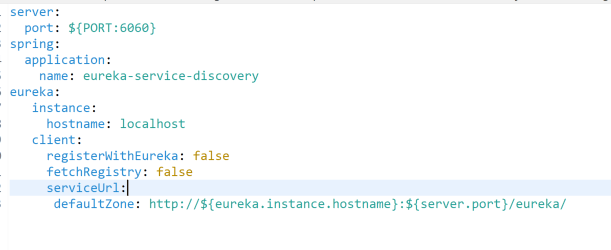 server:
  port: ${PORT:6060}
spring:
  application:
    name: eureka-service-discovery
eureka:
   instance:
     hostname: localhost
   client:
     registerWithEureka: false
     fetchRegistry: false
     serviceUrl:
      defaultZone: http://${eureka.instance.hostname}:${server.port}/eureka/